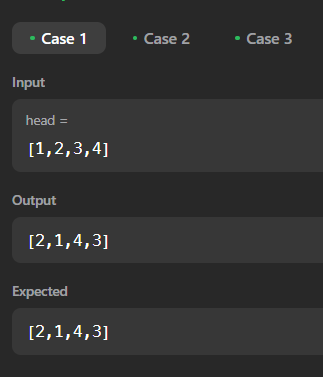 Case 1 Case 2 Case 3
Input
head =
[1,2,3,4]
Output
[2,1,4,3]
Expected
[2,1,4,3]